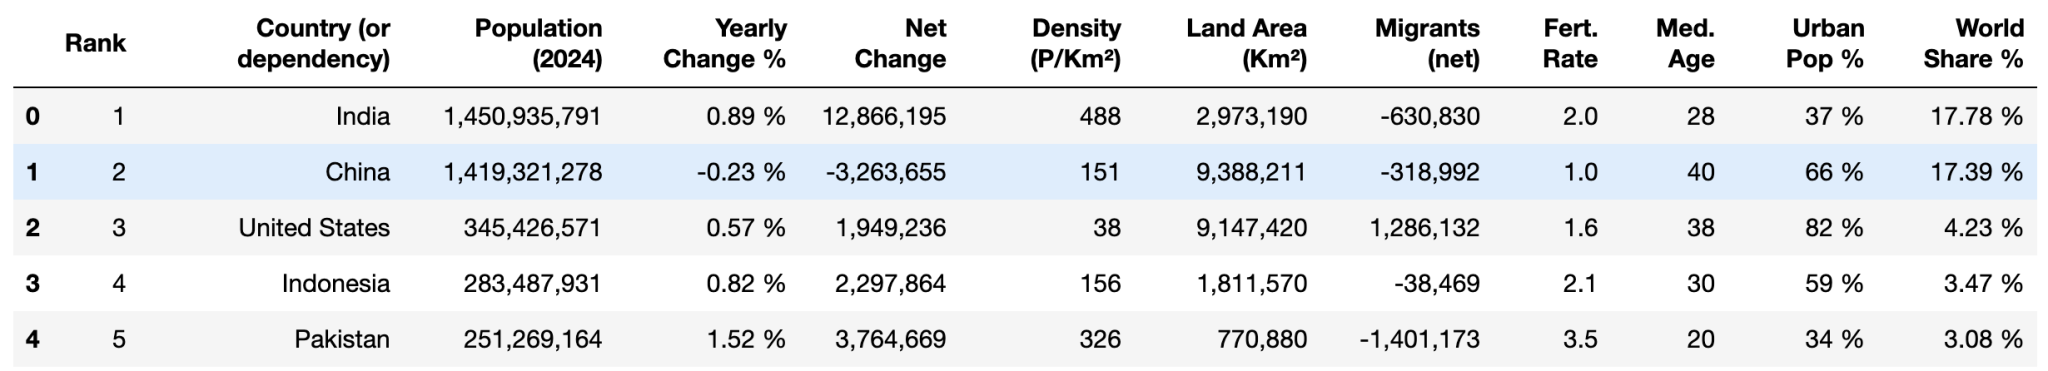 Rank Country (or dependency) Population (2024) Yearly Change % Net Change Density (P/Km²) Land Area (Km²) Migrants (net) Fert. Rate Med. Age Urban Pop % World Share %
0 1 India 1,450,935,791 0.89 % 12,866,195 488 2,973,190 -630,830 2.0 28 37 % 17.78 %
1 2 China 1,419,321,278 -0.23 % -3,263,655 151 9,388,211 -318,992 1.0 40 66 % 17.39 %
2 3 United States 345,426,571 0.57 % 1,949,236 38 9,147,420 1,286,132 1.6 38 82 % 4.23 %
3 4 Indonesia 283,487,931 0.82 % 2,297,864 156 1,811,570 -38,469 2.1 30 59 % 3.47 %
4 5 Pakistan 251,269,164 1.52 % 3,764,669 326 770,880 -1,401,173 3.5 20 34 % 3.08 %